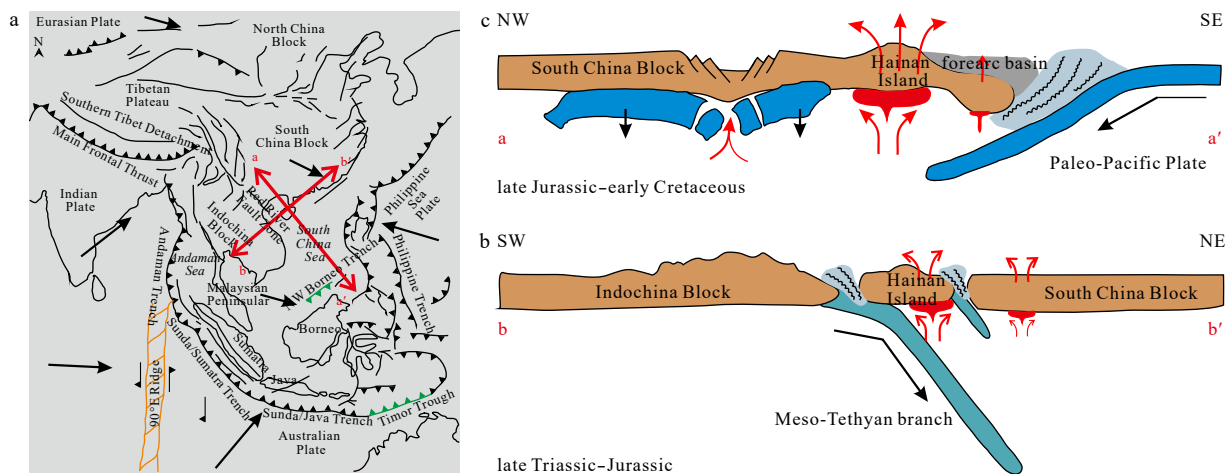 a
Eurasian Plate
N
North China
Block
Tibetan
Plateau
Southern Tibet Detachment
Main Frontal Thrust
South
China Block
a
b′
Indian
Plate
Red River
Fault Zone
Indochina
Block
South
China
Sea
Philippine
Sea
Plate
Andaman
Sea
b
Andaman Trench
Malaysian
Peninsular
NW Borneo Trench
a′
Philippine Trench
Borneo
Sumatra
Java
90°E Ridge
Sunda/Sumatra Trench
Sunda/Java Trench
Timor Trough
Australian
Plate
c NW
SE
South China Block
Hainan
Island
forearc basin
a
a′
Paleo-Pacific Plate
late Jurassic–early Cretaceous
b SW
NE
Indochina Block
Hainan
Island
South China Block
b
b′
Meso-Tethyan branch
late Triassic–Jurassic